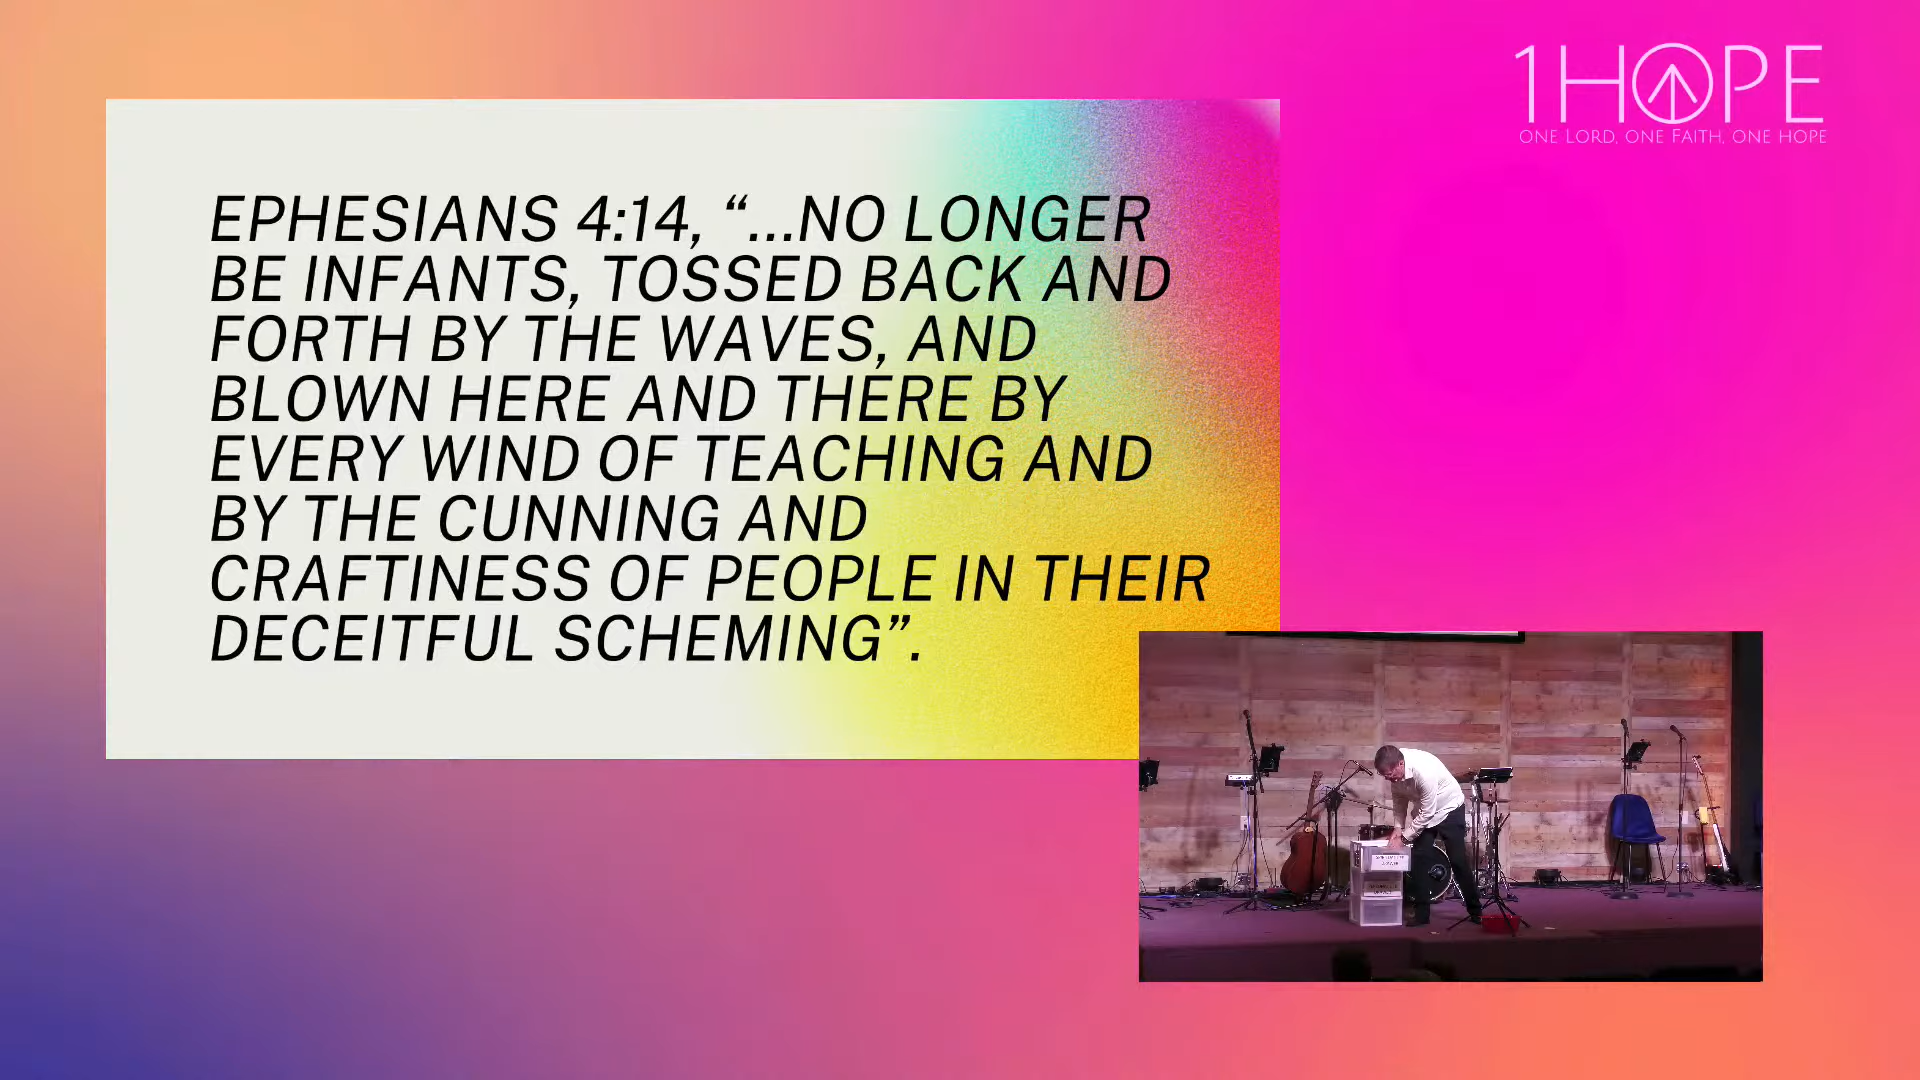 1HOPE
ONE LORD, ONE FAITH, ONE HOPE
EPHESIANS 4:14, “...NO LONGER
BE INFANTS, TOSSED BACK AND
FORTH BY THE WAVES, AND
BLOWN HERE AND THERE BY
EVERY WIND OF TEACHING AND
BY THE CUNNING AND
CRAFTINESS OF PEOPLE IN THEIR
DECEITFUL SCHEMING”.